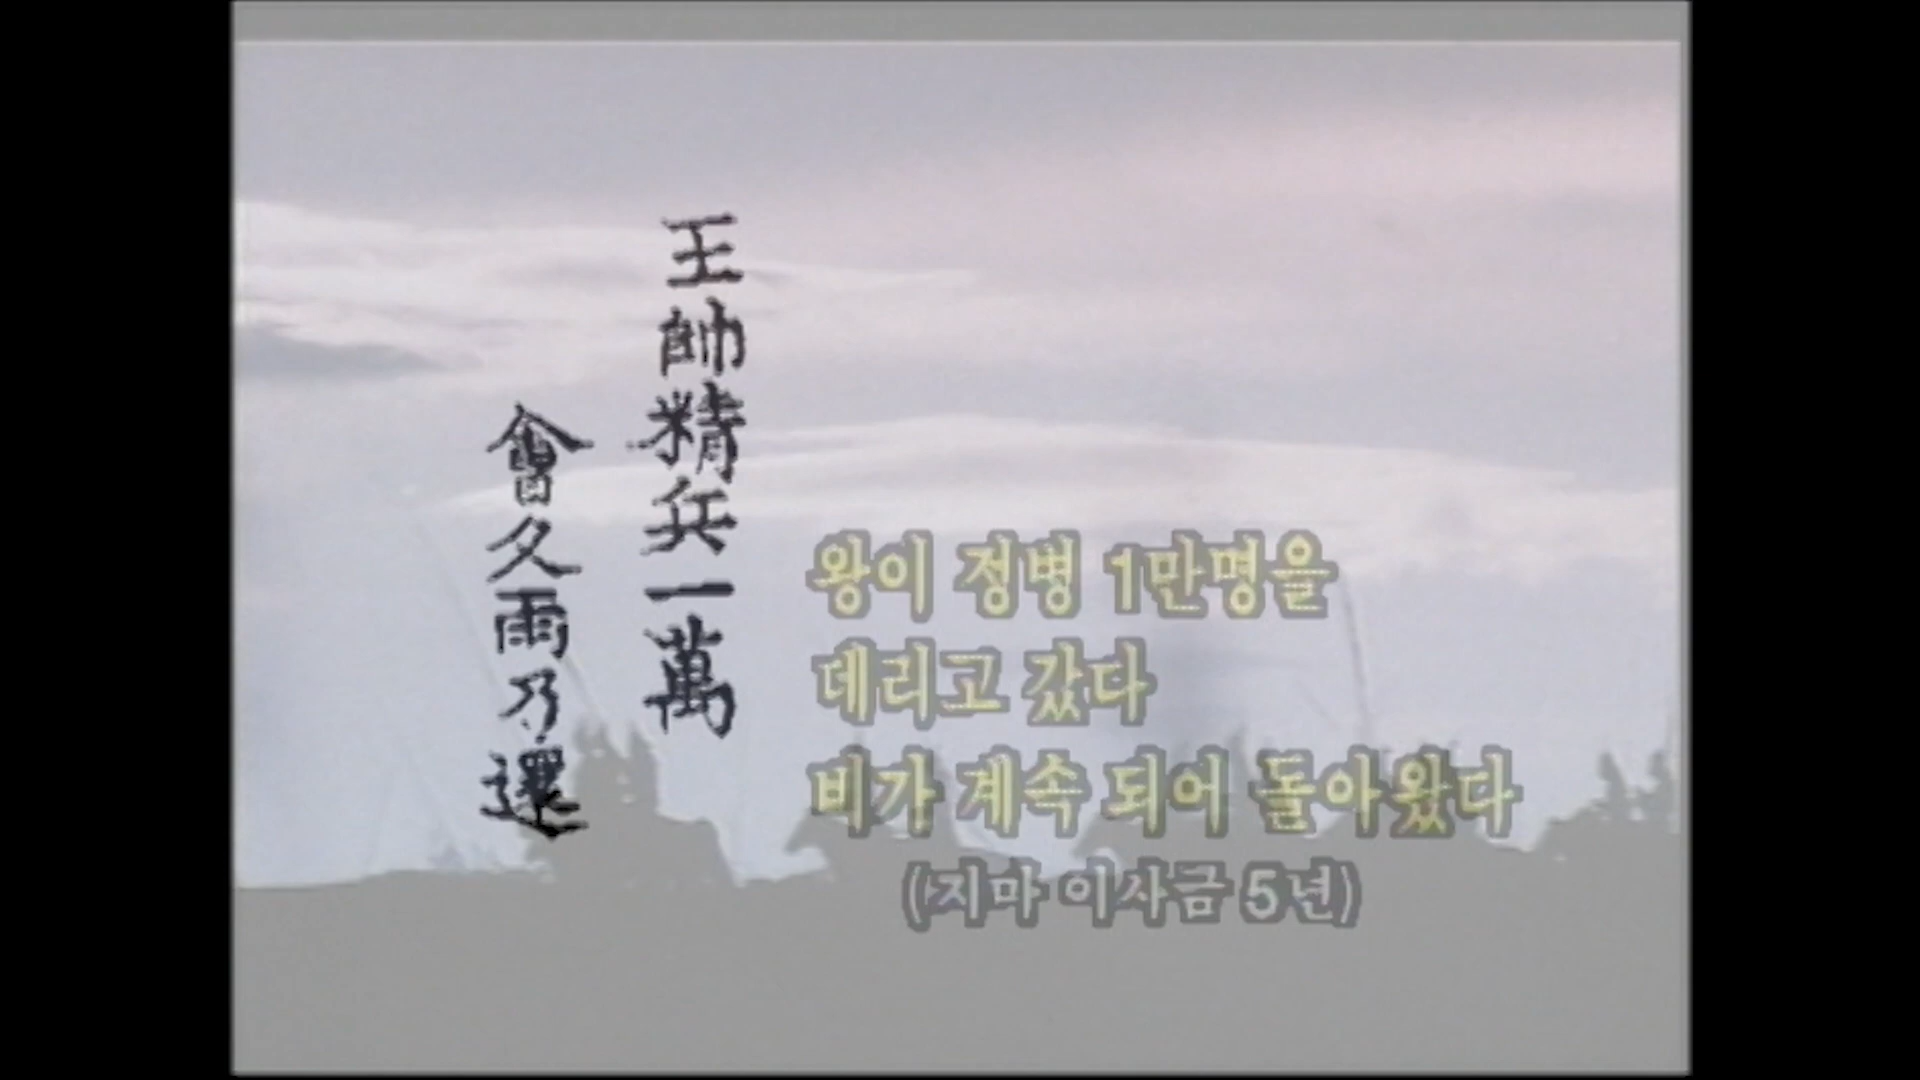 王帥精兵一萬
會久雨乃還
왕이 정병 1만명을
데리고 갔다
비가 계속 되어 돌아왔다
(지마 이사금 5년)